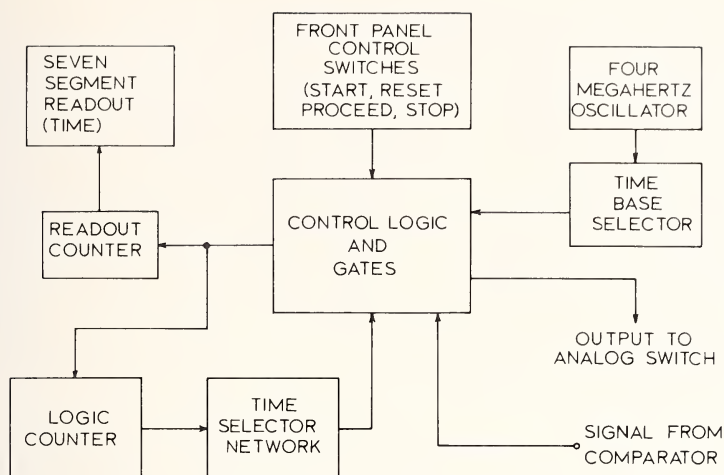 SEVEN
SEGMENT
READOUT
(TIME)
FRONT PANEL
CONTROL
SWITCHES
(START, RESET
PROCEED, STOP)
FOUR
MEGAHERTZ
OSCILLATOR
TIME
BASE
SELECTOR
READOUT
COUNTER
CONTROL LOGIC
AND
GATES
OUTPUT TO
ANALOG SWITCH
LOGIC
COUNTER
TIME
SELECTOR
NETWORK
SIGNAL FROM
COMPARATOR